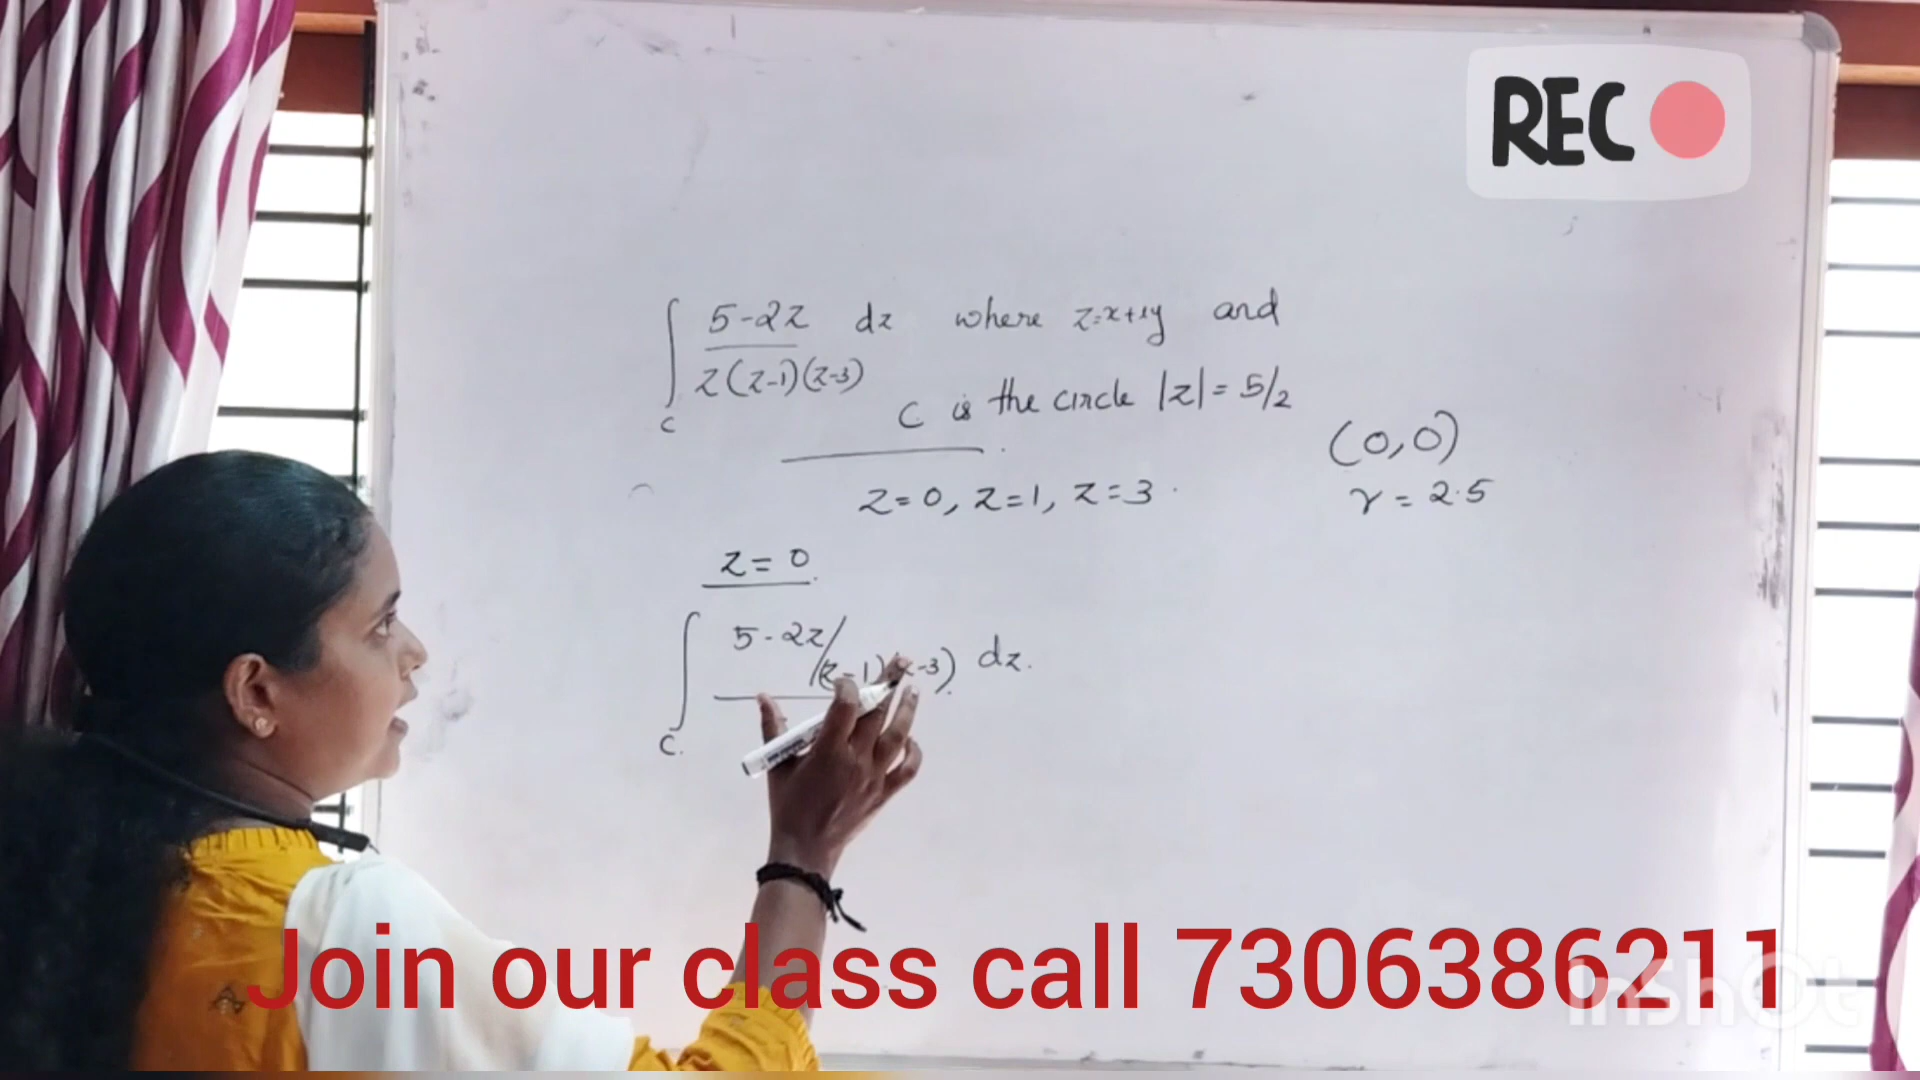 REC
∫ 5-2z dz where z=x+iy and
z(z-1)(z-3)
C C is the circle |z| = 5/2
(0,0)
z=0, z=1, z=3. r = 2.5
z = 0
∫ 5-2z/(z-1)(z-3) dz.
C.
Join our class call 7306386211
InShot